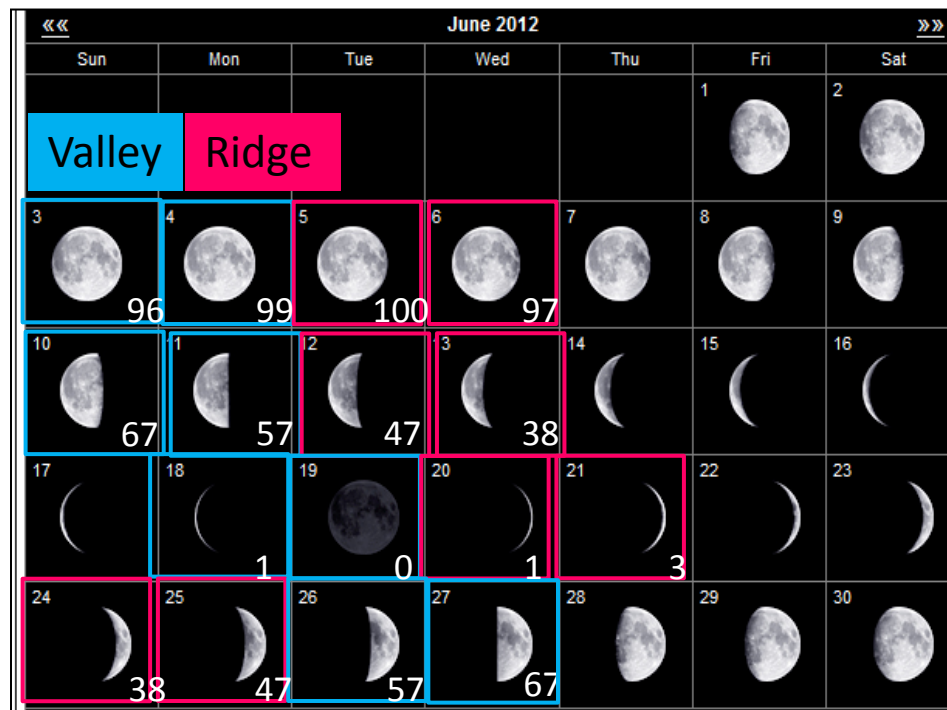 «« June 2012 »»
Sun Mon Tue Wed Thu Fri Sat
1 2
Valley Ridge
3 4 5 6 7 8 9
96 99 100 97
10 11 12 13 14 15 16
67 57 47 38
17 18 19 20 21 22 23
1 0 1 3
24 25 26 27 28 29 30
38 47 57 67